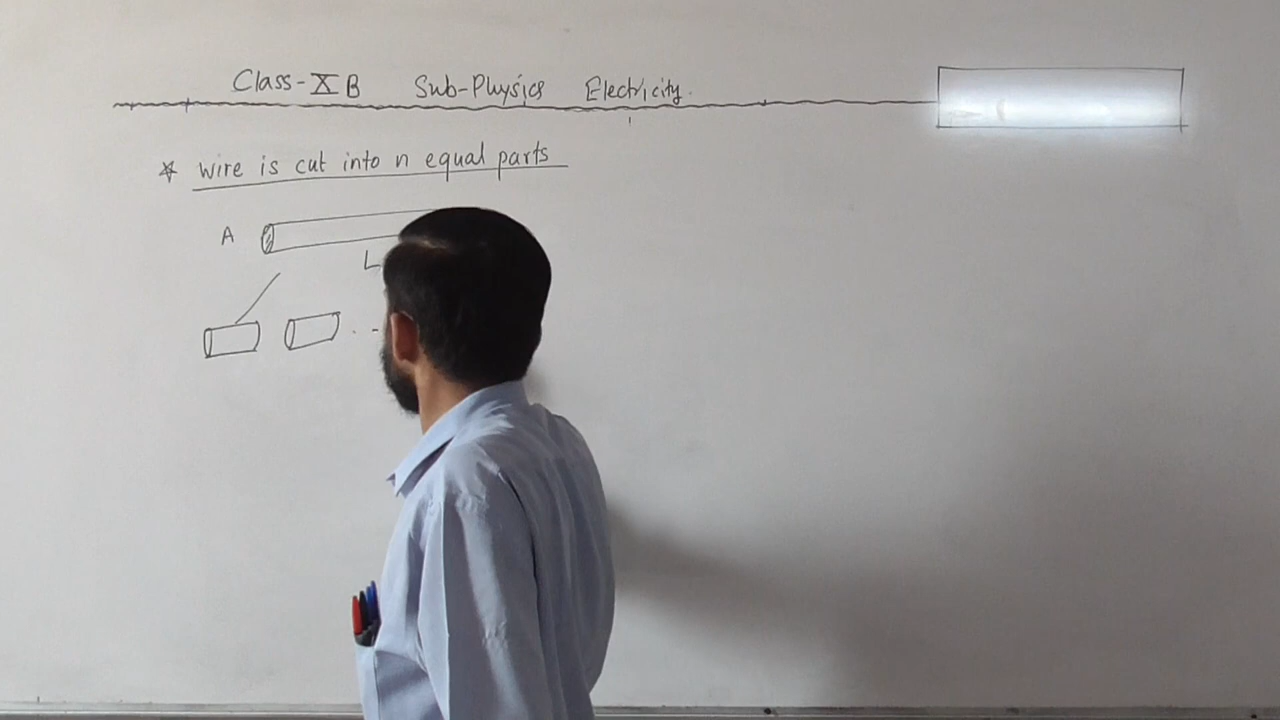 Class-X B Sub-Physics Electricity.
* wire is cut into n equal parts
A
L
. . -